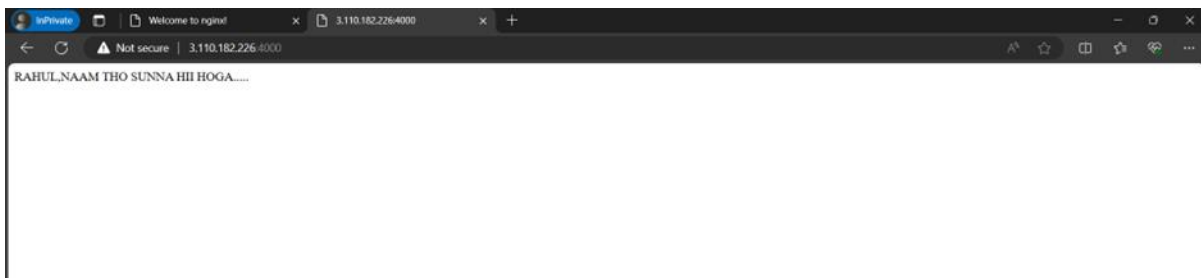 InPrivate
Welcome to nginx!
3.110.182.226:4000
Not secure | 3.110.182.226:4000
RAHUL,NAAM THO SUNNA HII HOGA.....